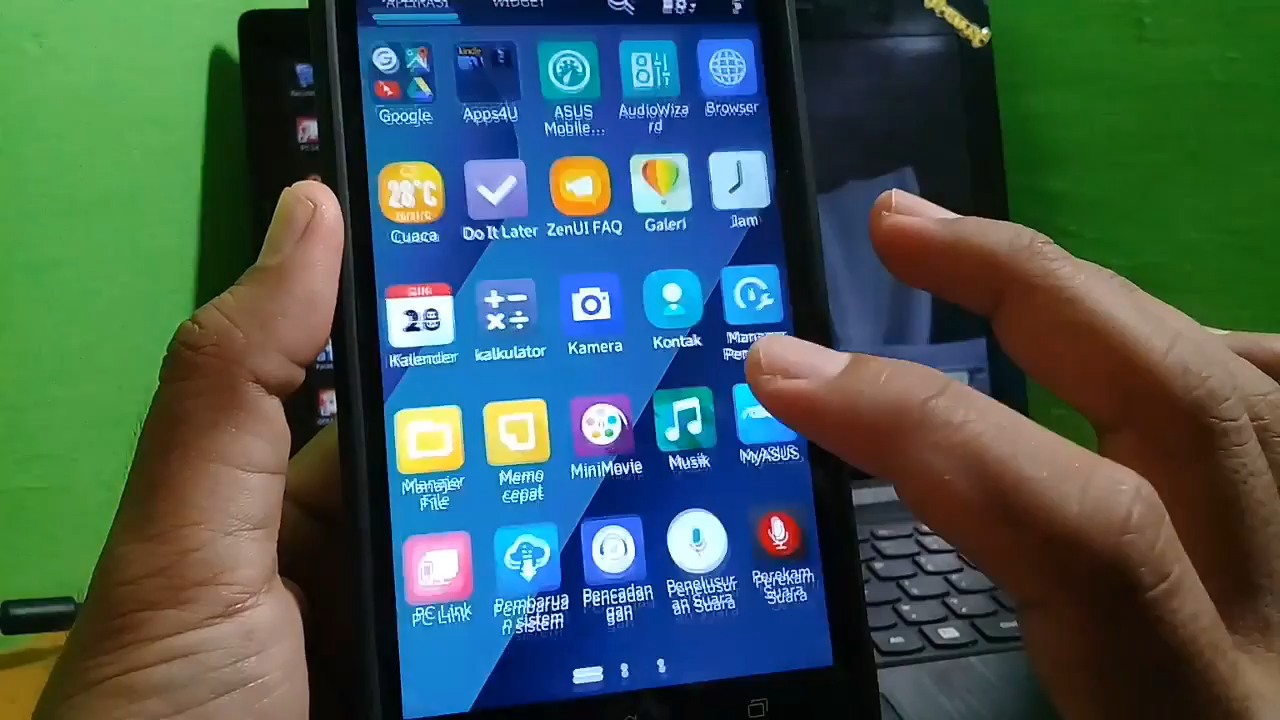 APLIKASI
WIDGET
kindle
Google
Apps4U
ASUS
Mobile...
AudioWiza
rd
Browser
28°C
Cuaca
Do It Later
ZenUI FAQ
Galeri
Jam
Kalender
kalkulator
Kamera
Kontak
Manajer
File
Memo
cepat
MiniMovie
Musik
MyASUS
PC Link
Pembarua
n sistem
Pencadan
gan
Penelusur
an Suara
Perekam
Suara